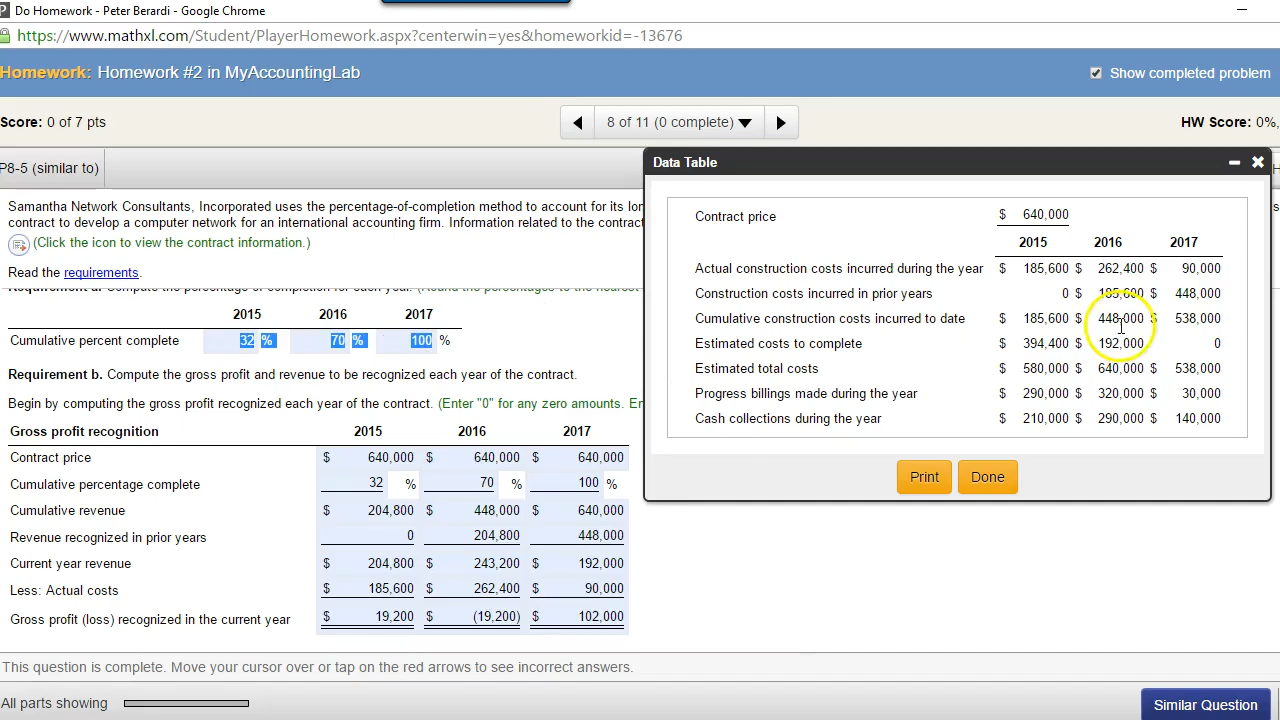 Do Homework - Peter Berardi - Google Chrome
https://www.mathxl.com/Student/PlayerHomework.aspx?centerwin=yes&homeworkid=-13676
Homework: Homework #2 in MyAccountingLab
Show completed problem
Score: 0 of 7 pts
8 of 11 (0 complete)
HW Score: 0%,
P8-5 (similar to)
Samantha Network Consultants, Incorporated uses the percentage-of-completion method to account for its lon
contract to develop a computer network for an international accounting firm. Information related to the contract
(Click the icon to view the contract information.)
Read the requirements.
2015 2016 2017
Cumulative percent complete 32 % 70 % 100 %
Requirement b. Compute the gross profit and revenue to be recognized each year of the contract.
Begin by computing the gross profit recognized each year of the contract. (Enter "0" for any zero amounts. En
Gross profit recognition 2015 2016 2017
Contract price $ 640,000 $ 640,000 $ 640,000
Cumulative percentage complete 32 % 70 % 100 %
Cumulative revenue $ 204,800 $ 448,000 $ 640,000
Revenue recognized in prior years 0 204,800 448,000
Current year revenue $ 204,800 $ 243,200 $ 192,000
Less: Actual costs $ 185,600 $ 262,400 $ 90,000
Gross profit (loss) recognized in the current year $ 19,200 $ (19,200) $ 102,000
Data Table
Contract price $ 640,000
2015 2016 2017
Actual construction costs incurred during the year $ 185,600 $ 262,400 $ 90,000
Construction costs incurred in prior years 0 $ 185,600 $ 448,000
Cumulative construction costs incurred to date $ 185,600 $ 448,000 $ 538,000
Estimated costs to complete $ 394,400 $ 192,000 0
Estimated total costs $ 580,000 $ 640,000 $ 538,000
Progress billings made during the year $ 290,000 $ 320,000 $ 30,000
Cash collections during the year $ 210,000 $ 290,000 $ 140,000
Print Done
This question is complete. Move your cursor over or tap on the red arrows to see incorrect answers.
All parts showing
Similar Question